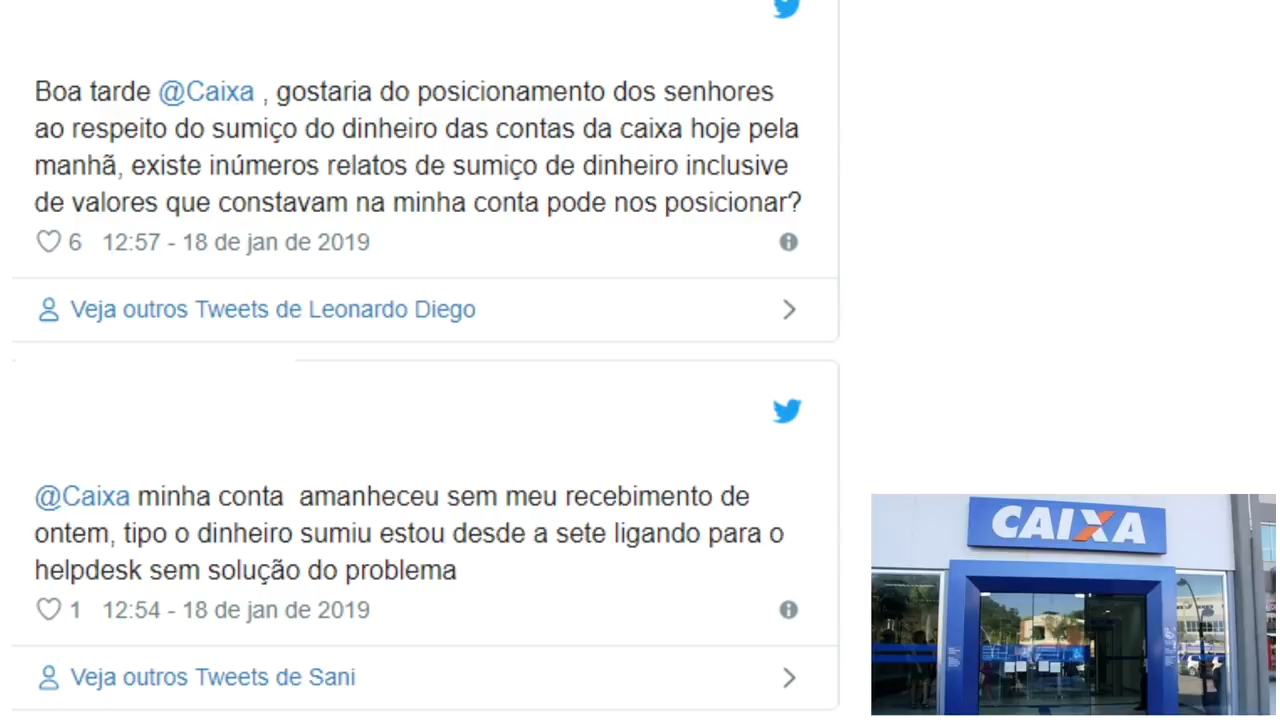 Boa tarde @Caixa , gostaria do posicionamento dos senhores
ao respeito do sumiço do dinheiro das contas da caixa hoje pela
manhã, existe inúmeros relatos de sumiço de dinheiro inclusive
de valores que constavam na minha conta pode nos posicionar?
6 12:57 - 18 de jan de 2019
Veja outros Tweets de Leonardo Diego
@Caixa minha conta  amanheceu sem meu recebimento de
ontem, tipo o dinheiro sumiu estou desde a sete ligando para o
helpdesk sem solução do problema
1 12:54 - 18 de jan de 2019
Veja outros Tweets de Sani
CAIXA